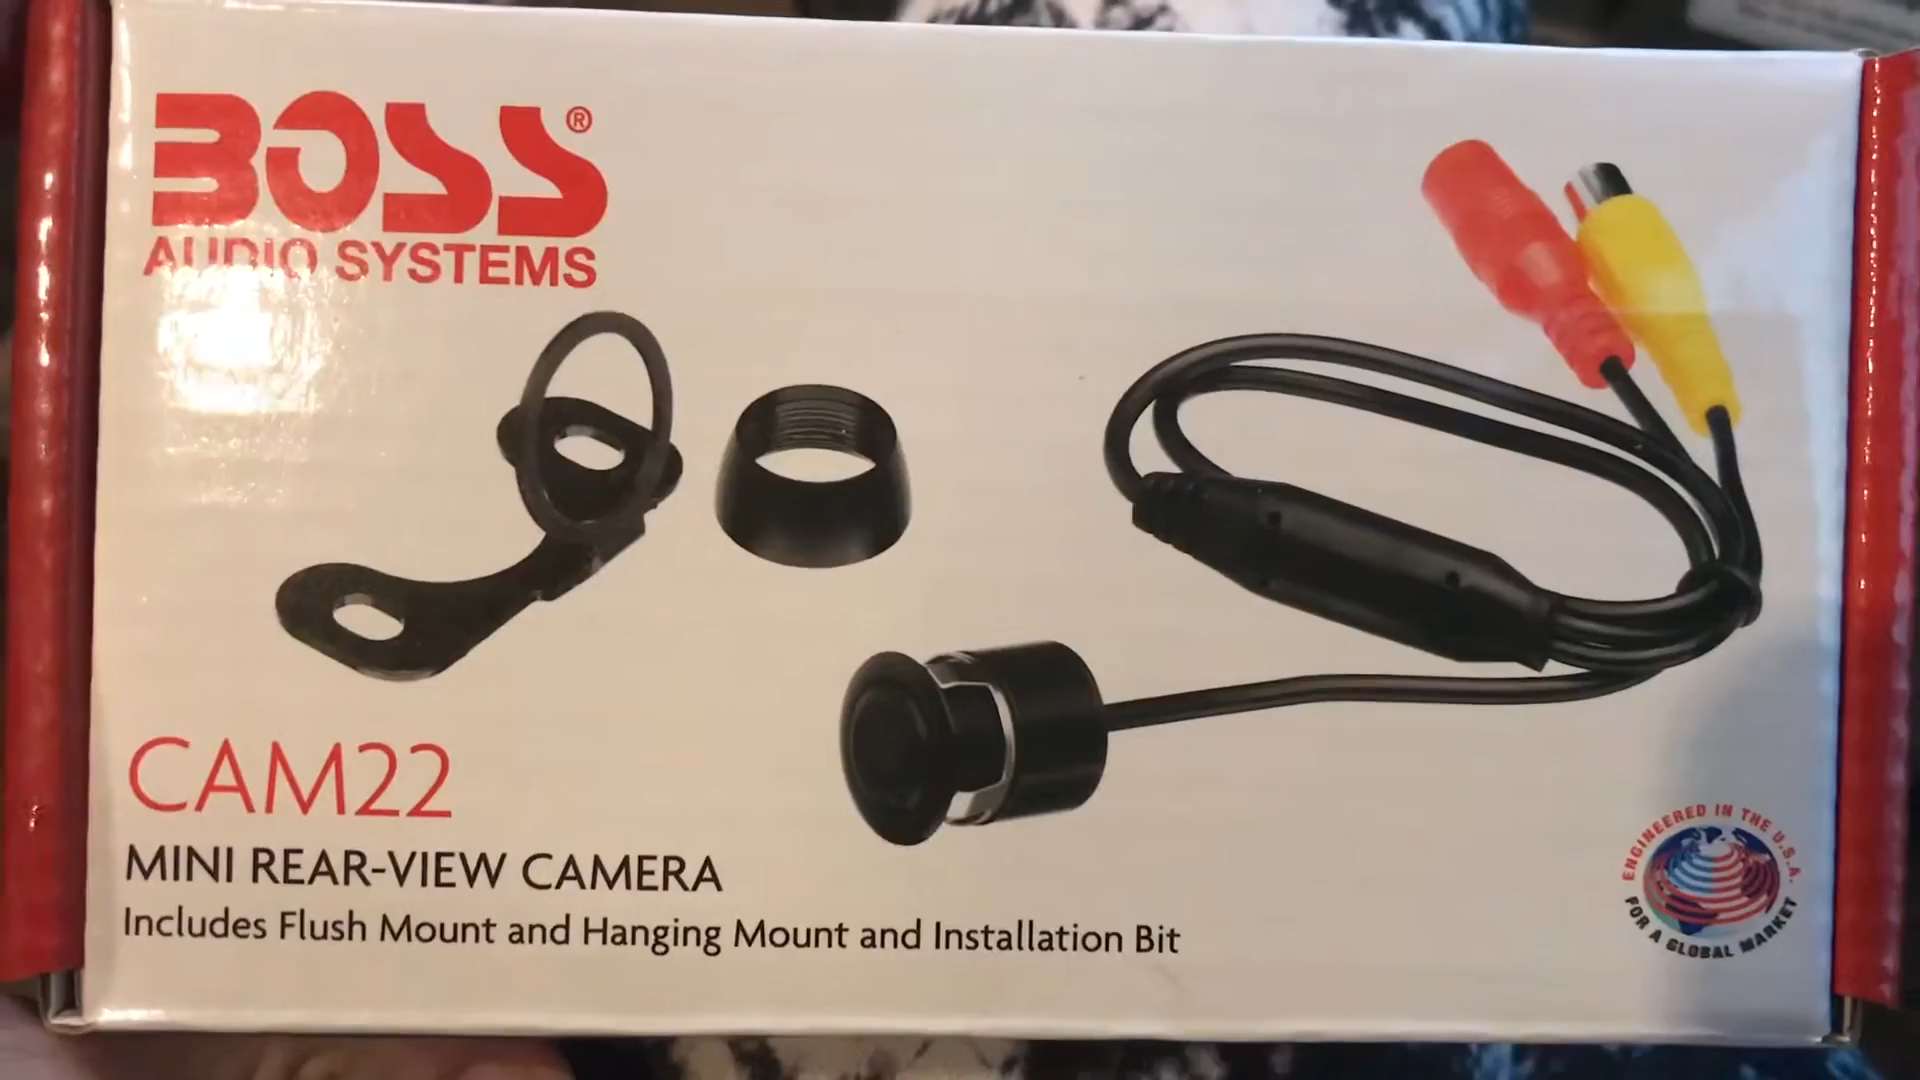 BOSS®
AUDIO SYSTEMS
CAM22
MINI REAR-VIEW CAMERA
Includes Flush Mount and Hanging Mount and Installation Bit
ENGINEERED IN THE U.S.A.
FOR A GLOBAL MARKET